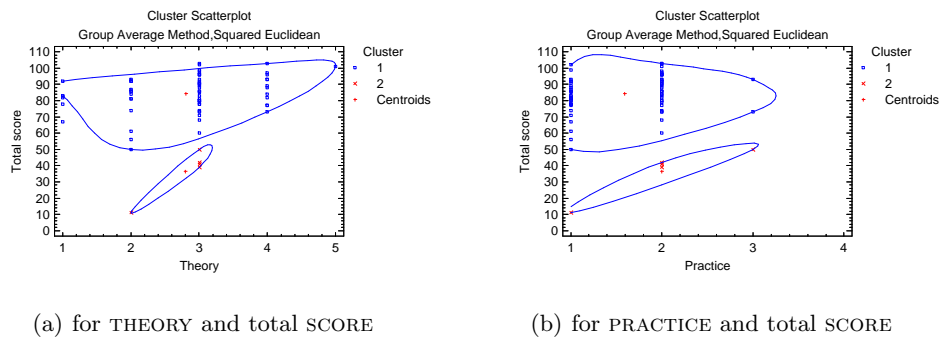 Cluster Scatterplot
Group Average Method,Squared Euclidean
Total score
110
100
90
80
70
60
50
40
30
20
10
0
1 2 3 4 5
Theory
Cluster
1
2
Centroids
(a) for THEORY and total SCORE
Cluster Scatterplot
Group Average Method,Squared Euclidean
Total score
110
100
90
80
70
60
50
40
30
20
10
0
1 2 3 4
Practice
Cluster
1
2
Centroids
(b) for PRACTICE and total SCORE